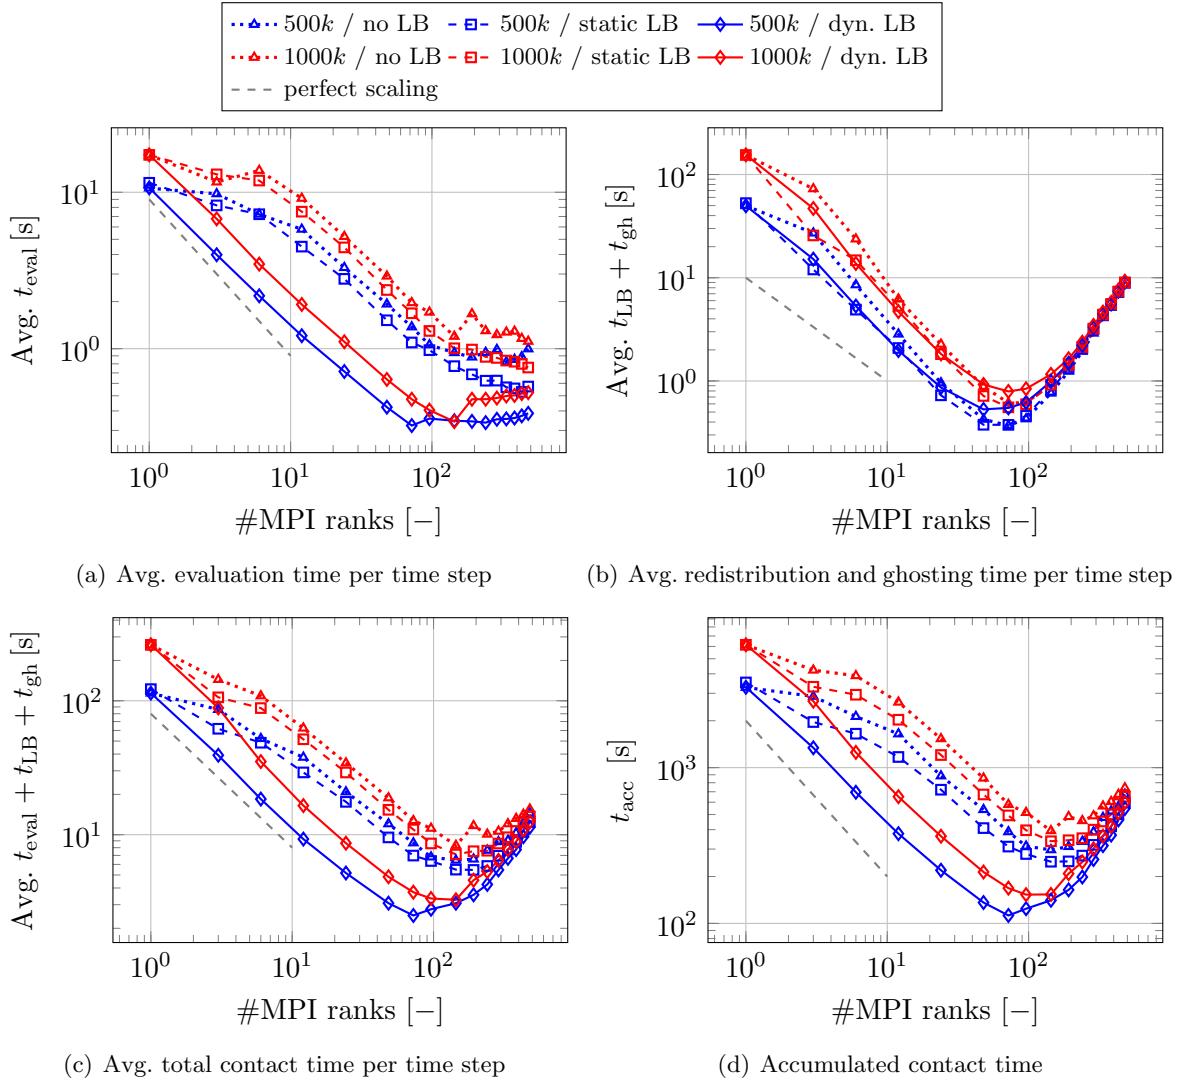 500k / no LB 500k / static LB 500k / dyn. LB
1000k / no LB 1000k / static LB 1000k / dyn. LB
perfect scaling
Avg. t_eval [s]
10^1
10^0
10^0 10^1 10^2
#MPI ranks [−]
(a) Avg. evaluation time per time step
Avg. t_LB + t_gh [s]
10^2
10^1
10^0
10^0 10^1 10^2
#MPI ranks [−]
(b) Avg. redistribution and ghosting time per time step
Avg. t_eval + t_LB + t_gh [s]
10^2
10^1
10^0 10^1 10^2
#MPI ranks [−]
(c) Avg. total contact time per time step
t_acc [s]
10^3
10^2
10^0 10^1 10^2
#MPI ranks [−]
(d) Accumulated contact time